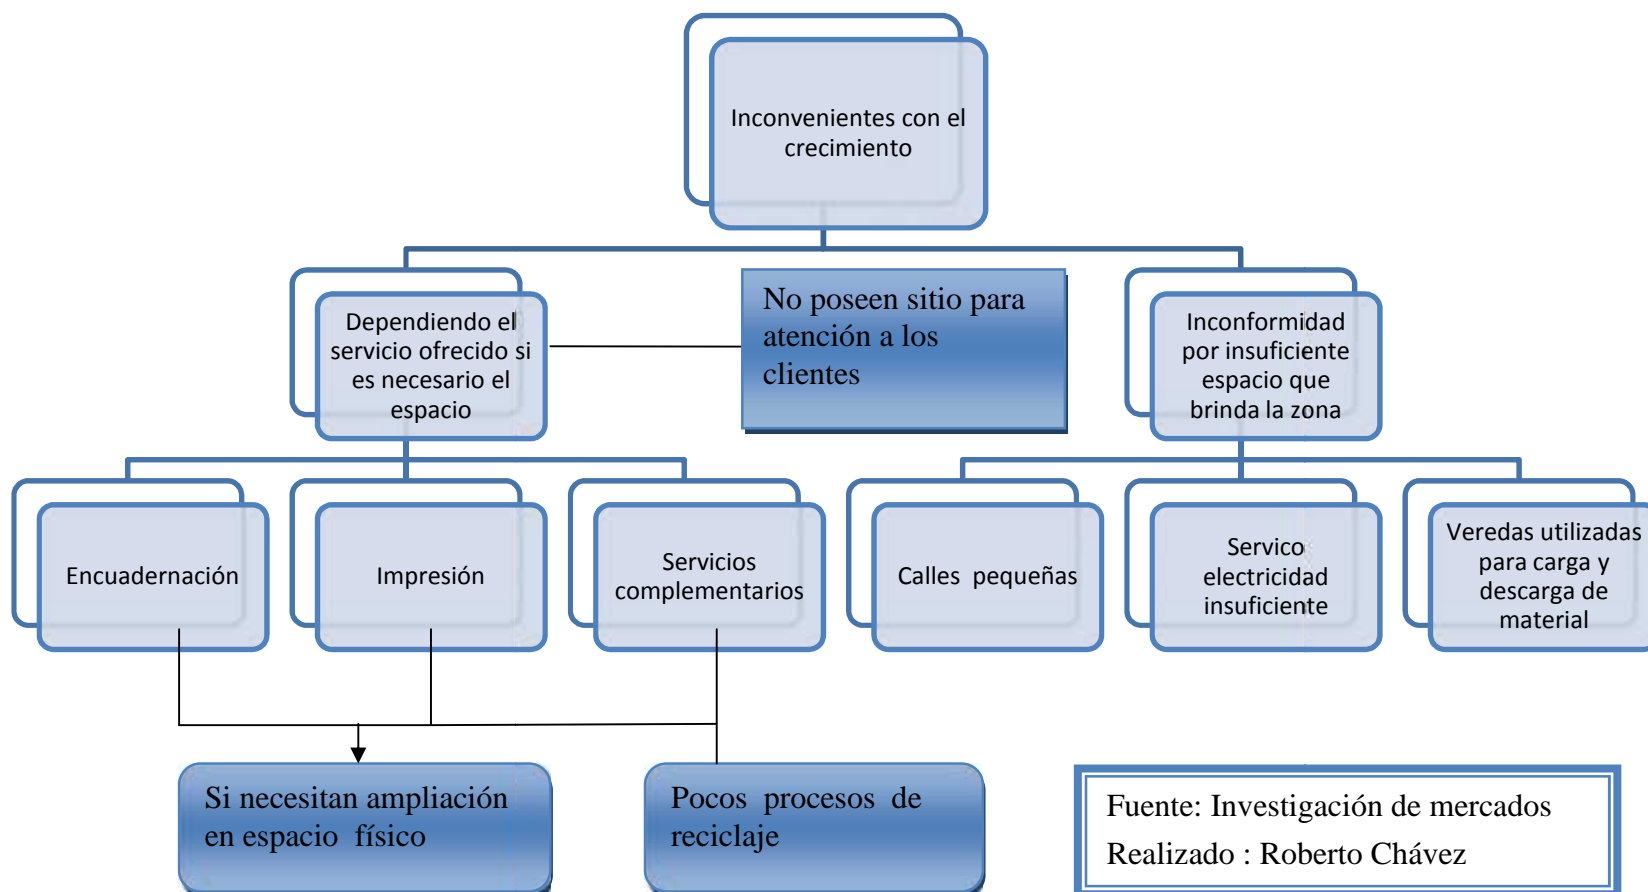 Inconvenientes con el
crecimiento
Dependiendo el
servicio ofrecido si
es necesario el
espacio
No poseen sitio para
atención a los
clientes
Inconformidad
por insuficiente
espacio que
brinda la zona
Encuadernación
Impresión
Servicios
complementarios
Calles pequeñas
Servico
electricidad
insuficiente
Veredas utilizadas
para carga y
descarga de
material
Si necesitan ampliación
en espacio físico
Pocos procesos de
reciclaje
Fuente: Investigación de mercados
Realizado : Roberto Chávez